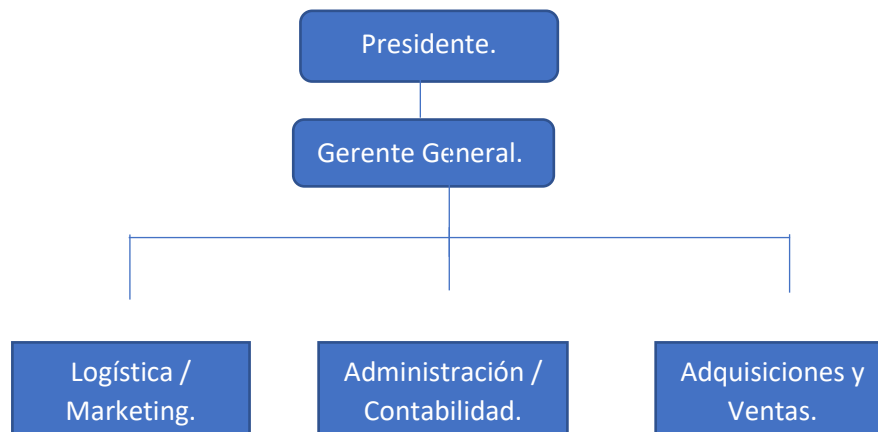 Presidente.
Gerente General.
Logística /
Marketing.
Administración /
Contabilidad.
Adquisiciones y
Ventas.